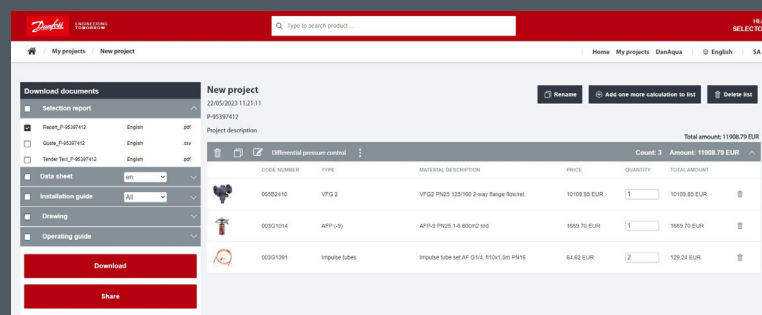 Danfoss
ENGINEERING
TOMORROW
Type to search product ...
SELECTO
My projects / New project
Home My projects DanAqua English SA
Download documents
Selection report
Report_P-95397412 English .pdf
Quote_P-95397412 English .csv
Tender Text_P-95397412 English .pdf
Data sheet en
Installation guide All
Drawing
Operating guide
Download
Share
New project
22/05/2023 11:21:11
P-95397412
Project description
Rename
Add one more calculation to list
Delete list
Total amount: 11908.79 EUR
Differential pressure control
Count: 3 Amount: 11908.79 EUR
CODE NUMBER TYPE MATERIAL DESCRIPTION PRICE QUANTITY TOTAL AMOUNT
065B2410 VFG 2 VFG2 PN25 125/160 2-way flange flow/ret. 10109.85 EUR 1 10109.85 EUR
003G1014 AFP (-9) AFP-9 PN25 1-6 80cm2 red 1669.70 EUR 1 1669.70 EUR
003G1391 Impulse tubes Impulse tube set AF G1/4, fi10x1.5m PN16 64.62 EUR 2 129.24 EUR